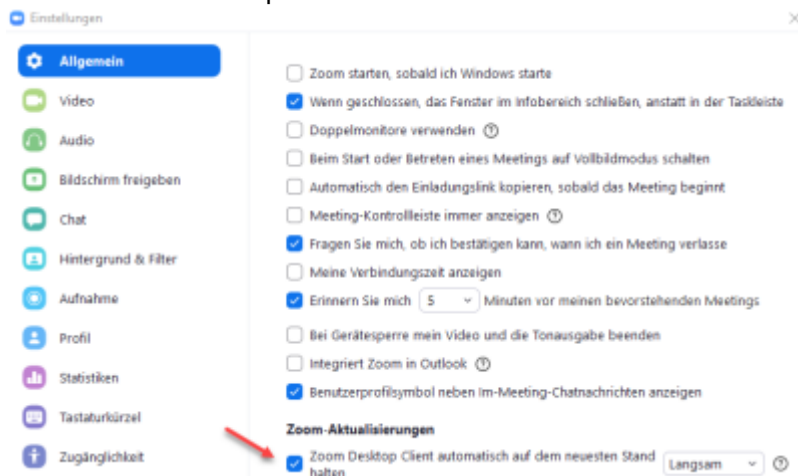 Einstellungen
Allgemein
Video
Audio
Bildschirm freigeben
Chat
Hintergrund & Filter
Aufnahme
Profil
Statistiken
Tastaturkürzel
Zugänglichkeit
Zoom starten, sobald ich Windows starte
Wenn geschlossen, das Fenster im Infobereich schließen, anstatt in der Taskleiste
Doppelmonitore verwenden
Beim Start oder Betreten eines Meetings auf Vollbildmodus schalten
Automatisch den Einladungslink kopieren, sobald das Meeting beginnt
Meeting-Kontrollleiste immer anzeigen
Fragen Sie mich, ob ich bestätigen kann, wann ich ein Meeting verlasse
Meine Verbindungszeit anzeigen
Erinnern Sie mich 5 Minuten vor meinen bevorstehenden Meetings
Bei Gerätesperre mein Video und die Tonausgabe beenden
Integriert Zoom in Outlook
Benutzerprofilsymbol neben Im-Meeting-Chatnachrichten anzeigen
Zoom-Aktualisierungen
Zoom Desktop Client automatisch auf dem neuesten Stand Langsam
halten